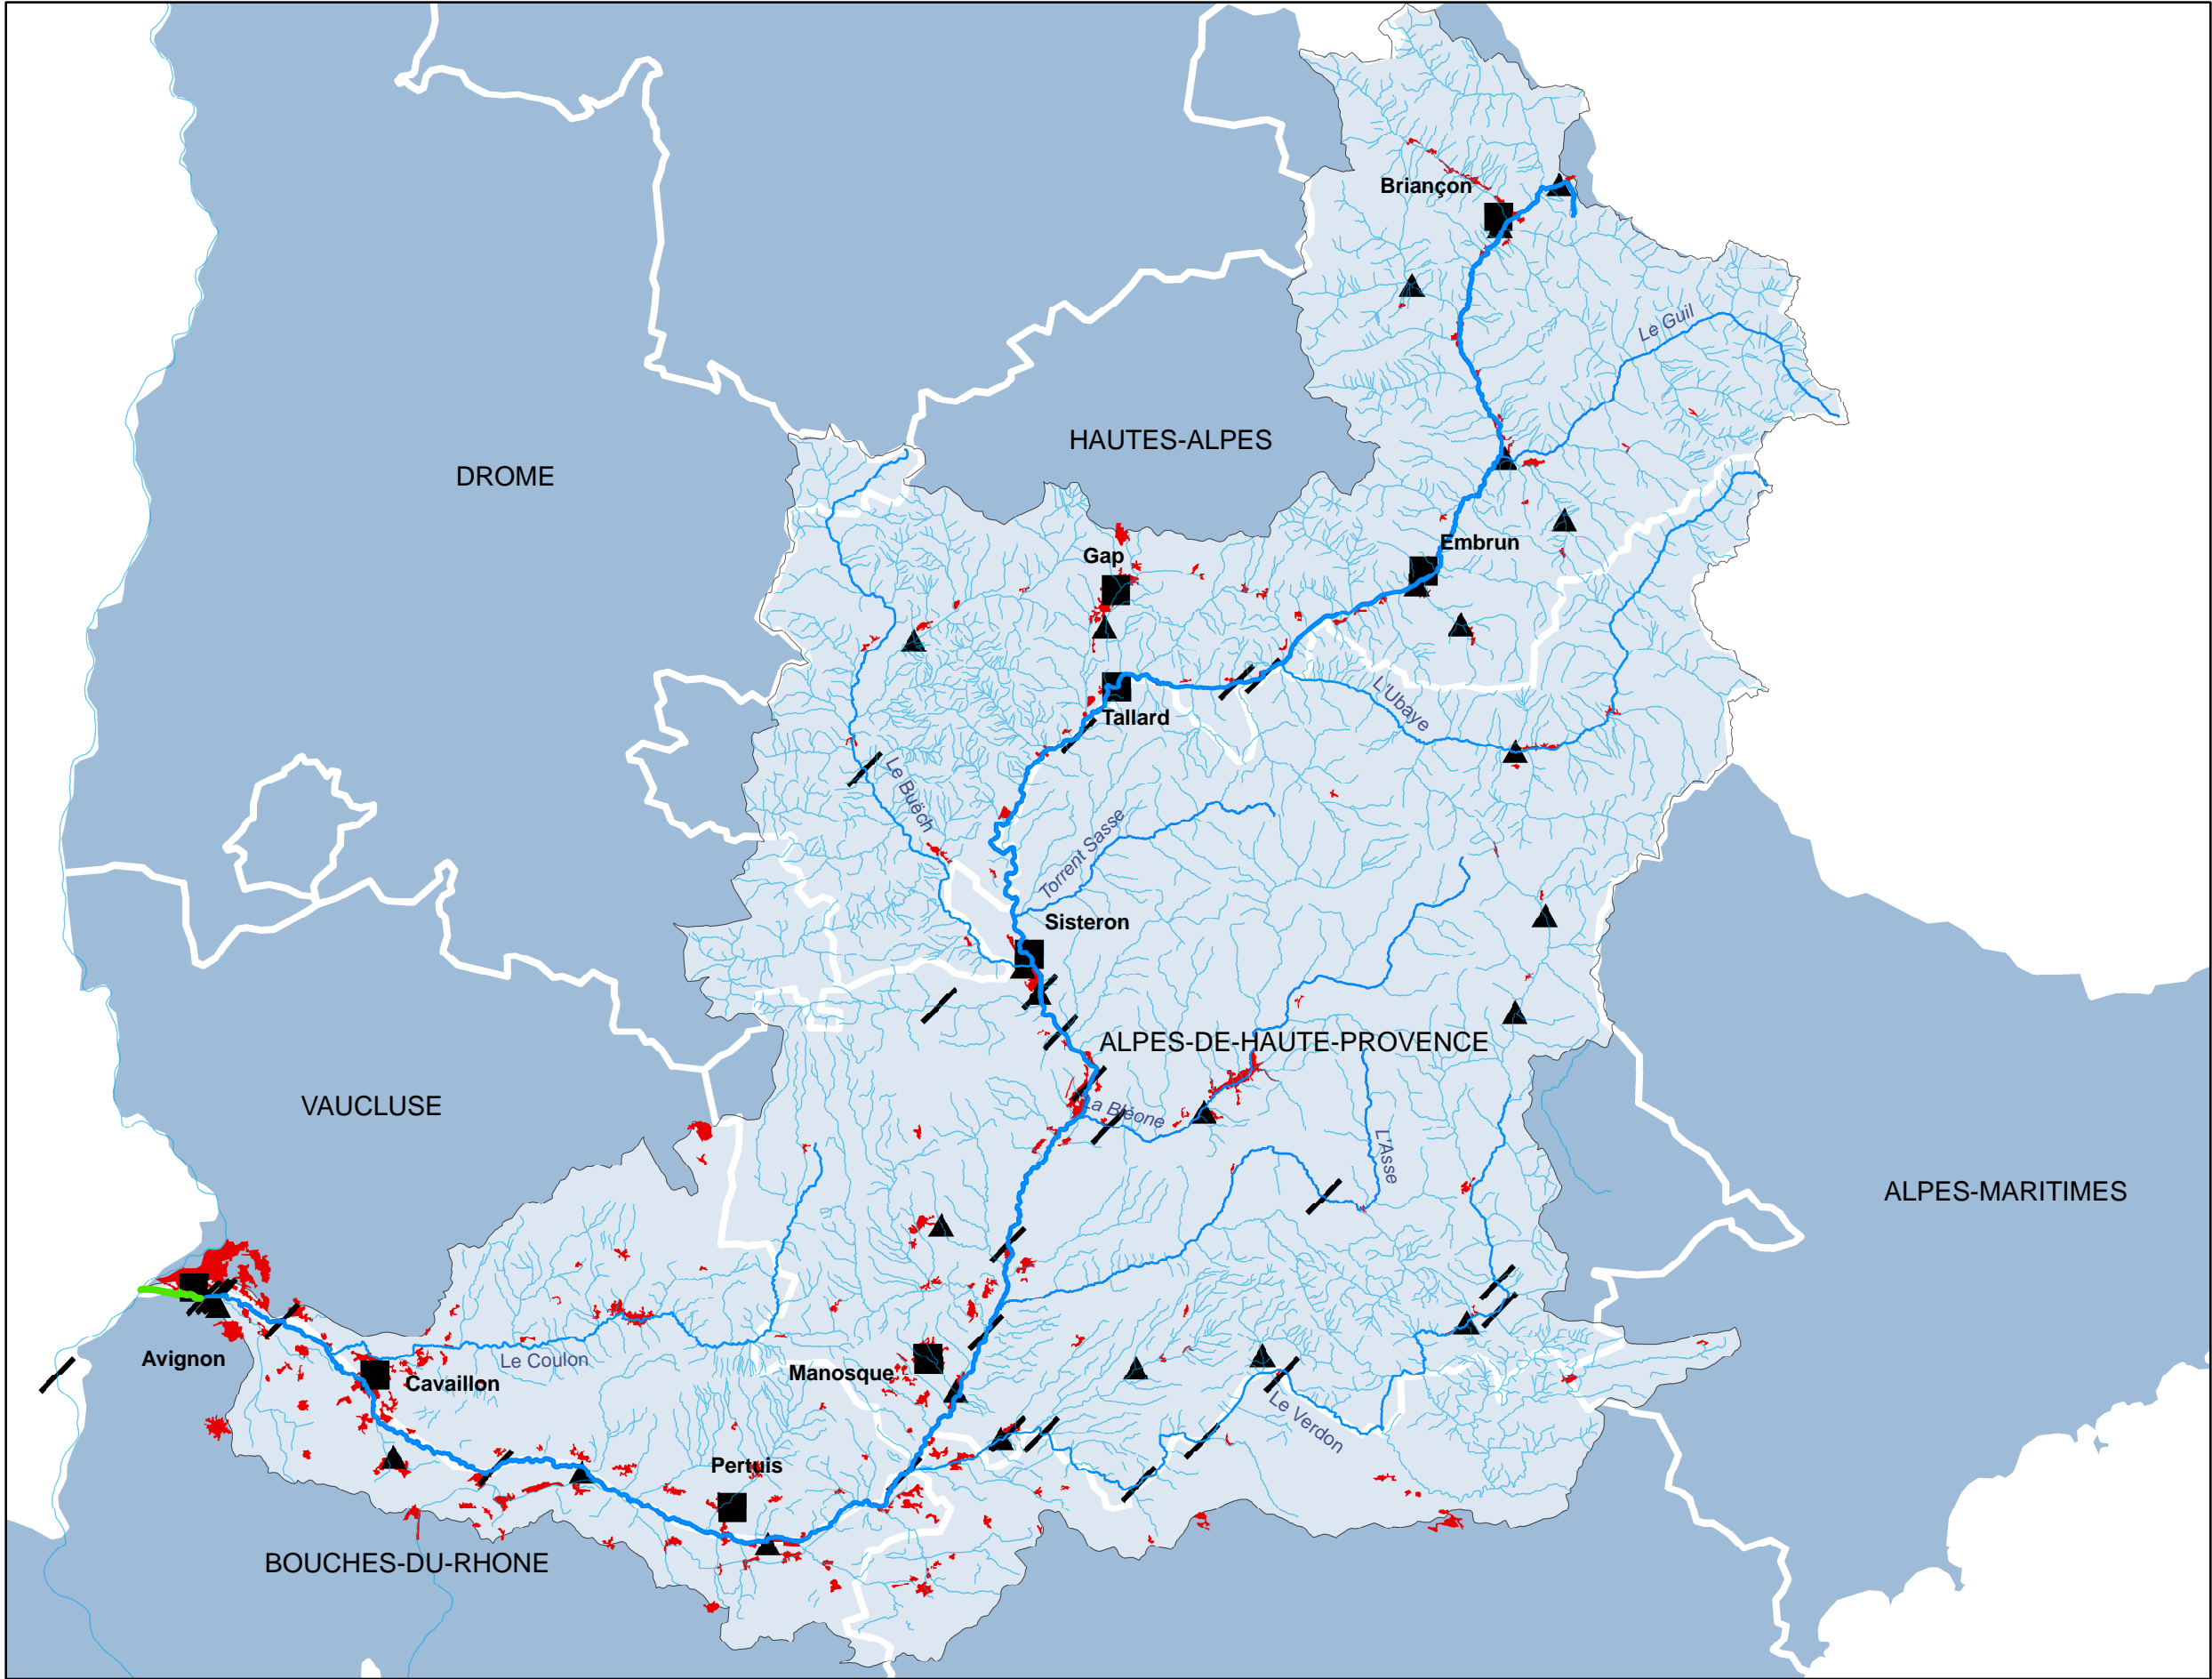 Briançon
Le Guil
HAUTES-ALPES
DROME
Embrun
Gap
L'Ubaye
Tallard
Le Buëch
Torrent Sasse
Sisteron
ALPES-DE-HAUTE-PROVENCE
VAUCLUSE
La Bléone
L'Asse
ALPES-MARITIMES
Avignon
Le Coulon
Manosque
Cavaillon
Le Verdon
Pertuis
BOUCHES-DU-RHONE